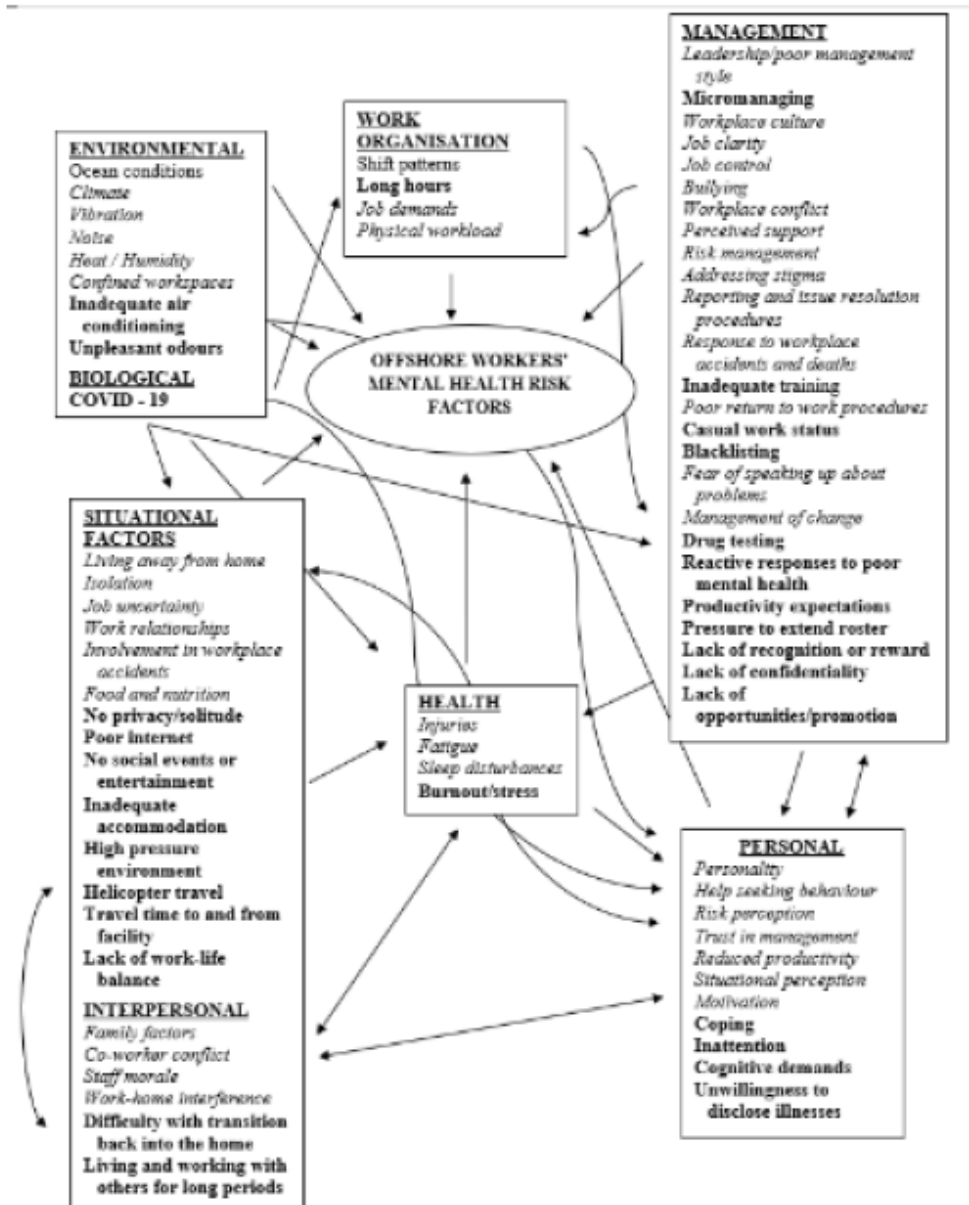 MANAGEMENT
Leadership/poor management
style
Micromanaging
Workplace culture
Job clarity
Job control
Bullying
Workplace conflict
Perceived support
Risk management
Addressing stigma
Reporting and issue resolution
procedures
Response to workplace
accidents and deaths
Inadequate training
Poor return to work procedures
Casual work status
Blacklisting
Fear of speaking up about
problems
Management of change
Drug testing
Reactive responses to poor
mental health
Productivity expectations
Pressure to extend roster
Lack of recognition or reward
Lack of confidentiality
Lack of
opportunities/promotion
WORK
ORGANISATION
Shift patterns
Long hours
Job demands
Physical workload
ENVIRONMENTAL
Ocean conditions
Climate
Vibration
Noise
Heat / Humidity
Confined workspaces
Inadequate air
conditioning
Unpleasant odours
BIOLOGICAL
COVID - 19
OFFSHORE WORKERS'
MENTAL HEALTH RISK
FACTORS
SITUATIONAL
FACTORS
Living away from home
Isolation
Job uncertainty
Work relationships
Involvement in workplace
accidents
Food and nutrition
No privacy/solitude
Poor internet
No social events or
entertainment
Inadequate
accommodation
High pressure
environment
Helicopter travel
Travel time to and from
facility
Lack of work-life
balance
INTERPERSONAL
Family factors
Co-worker conflict
Staff morale
Work-home interference
Difficulty with transition
back into the home
Living and working with
others for long periods
HEALTH
Injuries
Fatigue
Sleep disturbances
Burnout/stress
PERSONAL
Personality
Help seeking behaviour
Risk perception
Trust in management
Reduced productivity
Situational perception
Motivation
Coping
Inattention
Cognitive demands
Unwillingness to
disclose illnesses